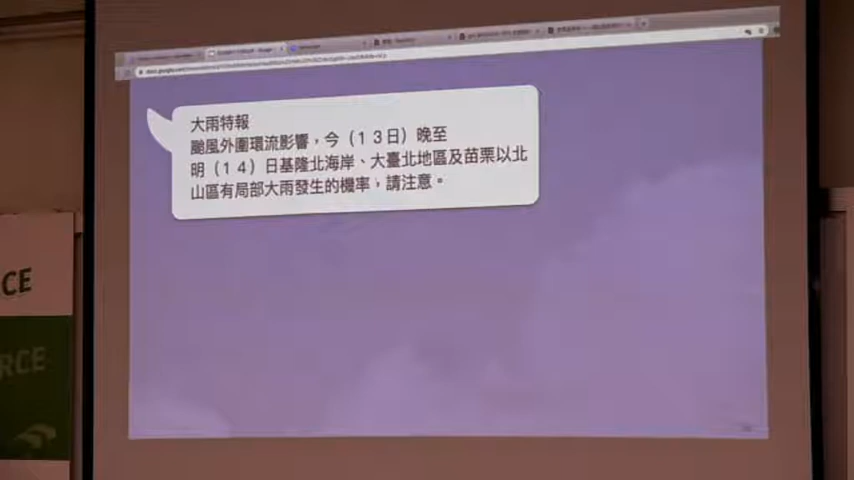 大雨特報
颱風外圍環流影響，今（13日）晚至
明（14）日基隆北海岸、大臺北地區及苗栗以北
山區有局部大雨發生的機率，請注意。
CE
RCE